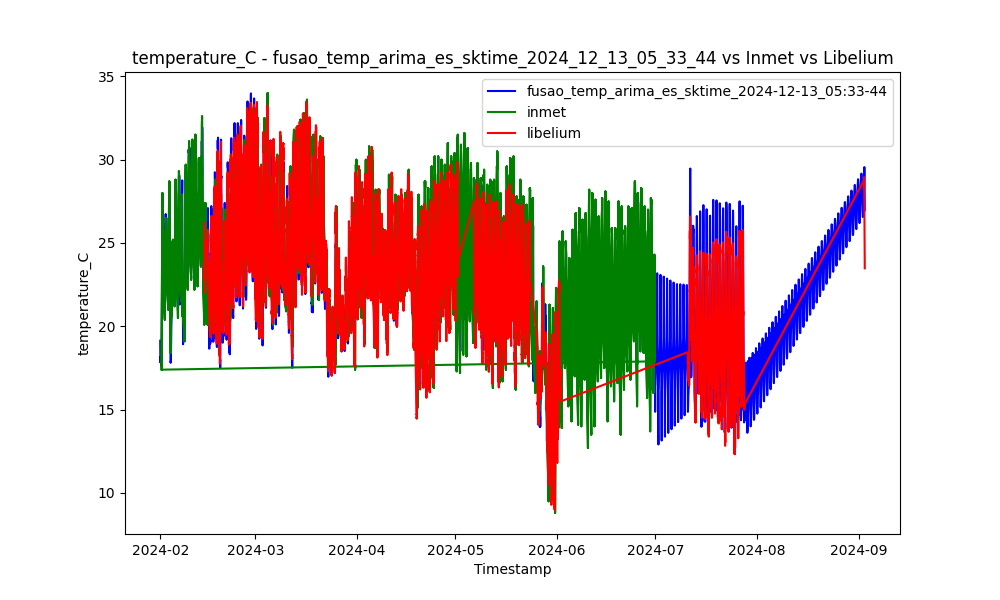 temperature_C - fusao_temp_arima_es_sktime_2024_12_13_05_33_44 vs Inmet vs Libelium
fusao_temp_arima_es_sktime_2024-12-13_05:33-44
inmet
libelium
temperature_C
35
30
25
20
15
10
2024-02
2024-03
2024-04
2024-05
2024-06
2024-07
2024-08
2024-09
Timestamp